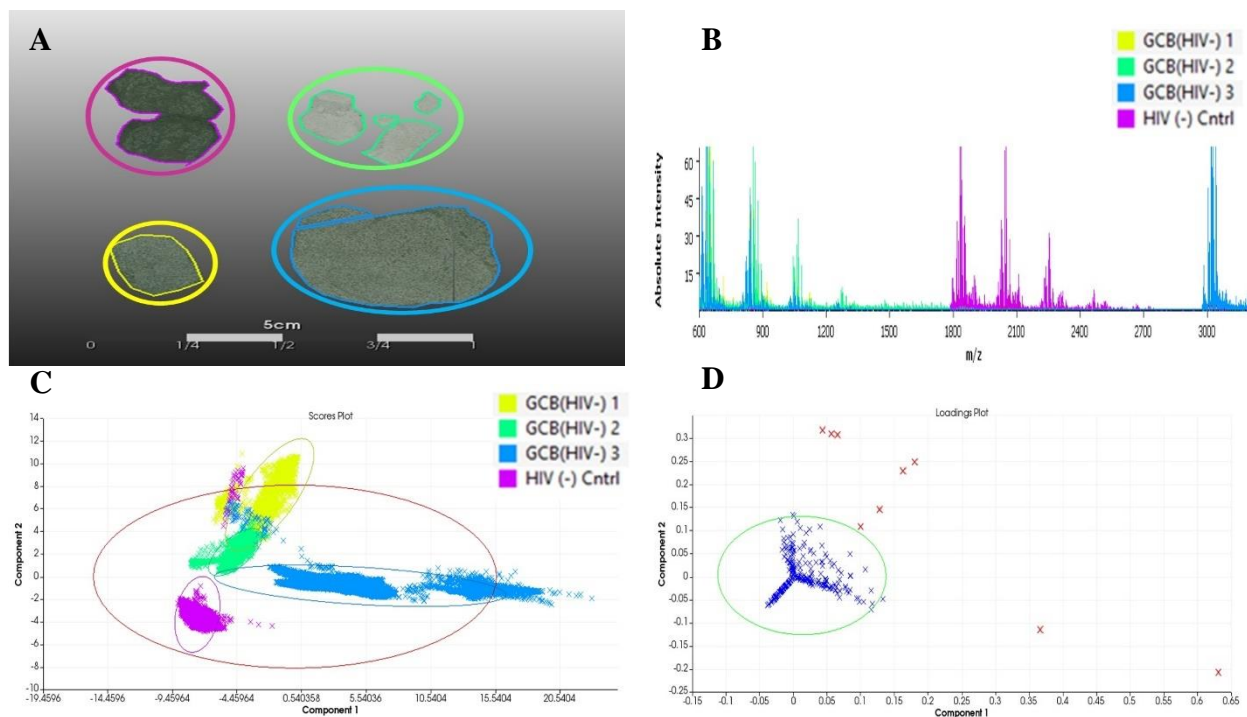 A
5cm
0 1/4 1/2 3/4 1
B
GCB(HIV-) 1
GCB(HIV-) 2
GCB(HIV-) 3
HIV (-) Cntrl
Absolute Intensity
60
45
30
15
600 900 1200 1500 1800 2100 2400 3000
m/z
C
Scores Plot
GCB(HIV-) 1
GCB(HIV-) 2
GCB(HIV-) 3
HIV (-) Cntrl
Component 2
14
12
10
8
6
4
2
0
-2
-4
-6
-8
-10
-19.4596 -14.4596 -9.45964 -4.45964 0.540358 5.54036 10.5404 15.5404 20.5404
Component 1
D
Loadings Plot
Component 2
0.3
0.25
0.2
0.15
0.1
0.05
0
-0.05
-0.1
-0.15
-0.2
-0.25
-0.15 -0.1 -0.05 0 0.05 0.1 0.15 0.2 0.25 0.3 0.35 0.4 0.45 0.5 0.55 0.6 0.65
Component 1